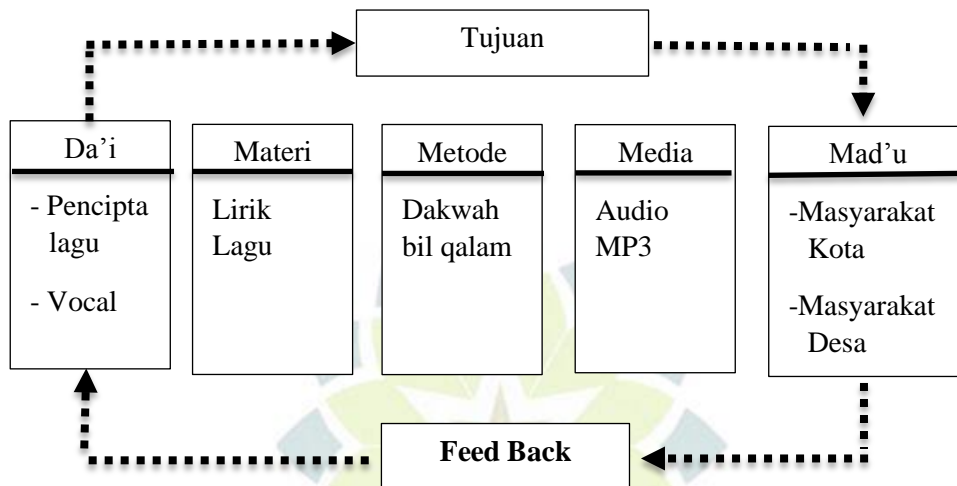 Tujuan
Da'i
- Pencipta
lagu
- Vocal
Materi
Lirik
Lagu
Metode
Dakwah
bil qalam
Media
Audio
MP3
Mad'u
-Masyarakat
Kota
-Masyarakat
Desa
Feed Back